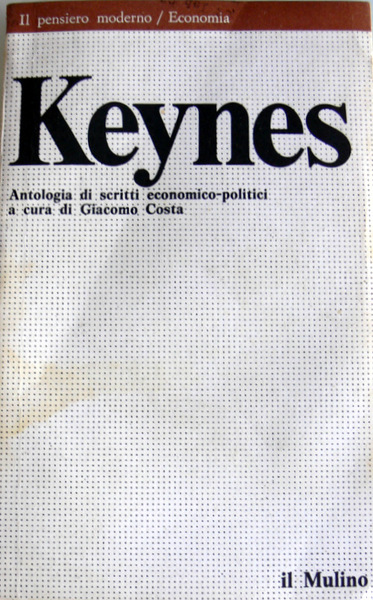 Il pensiero moderno / Economia
Keynes
Antologia di scritti economico-politici
a cura di Giacomo Costa
il Mulino